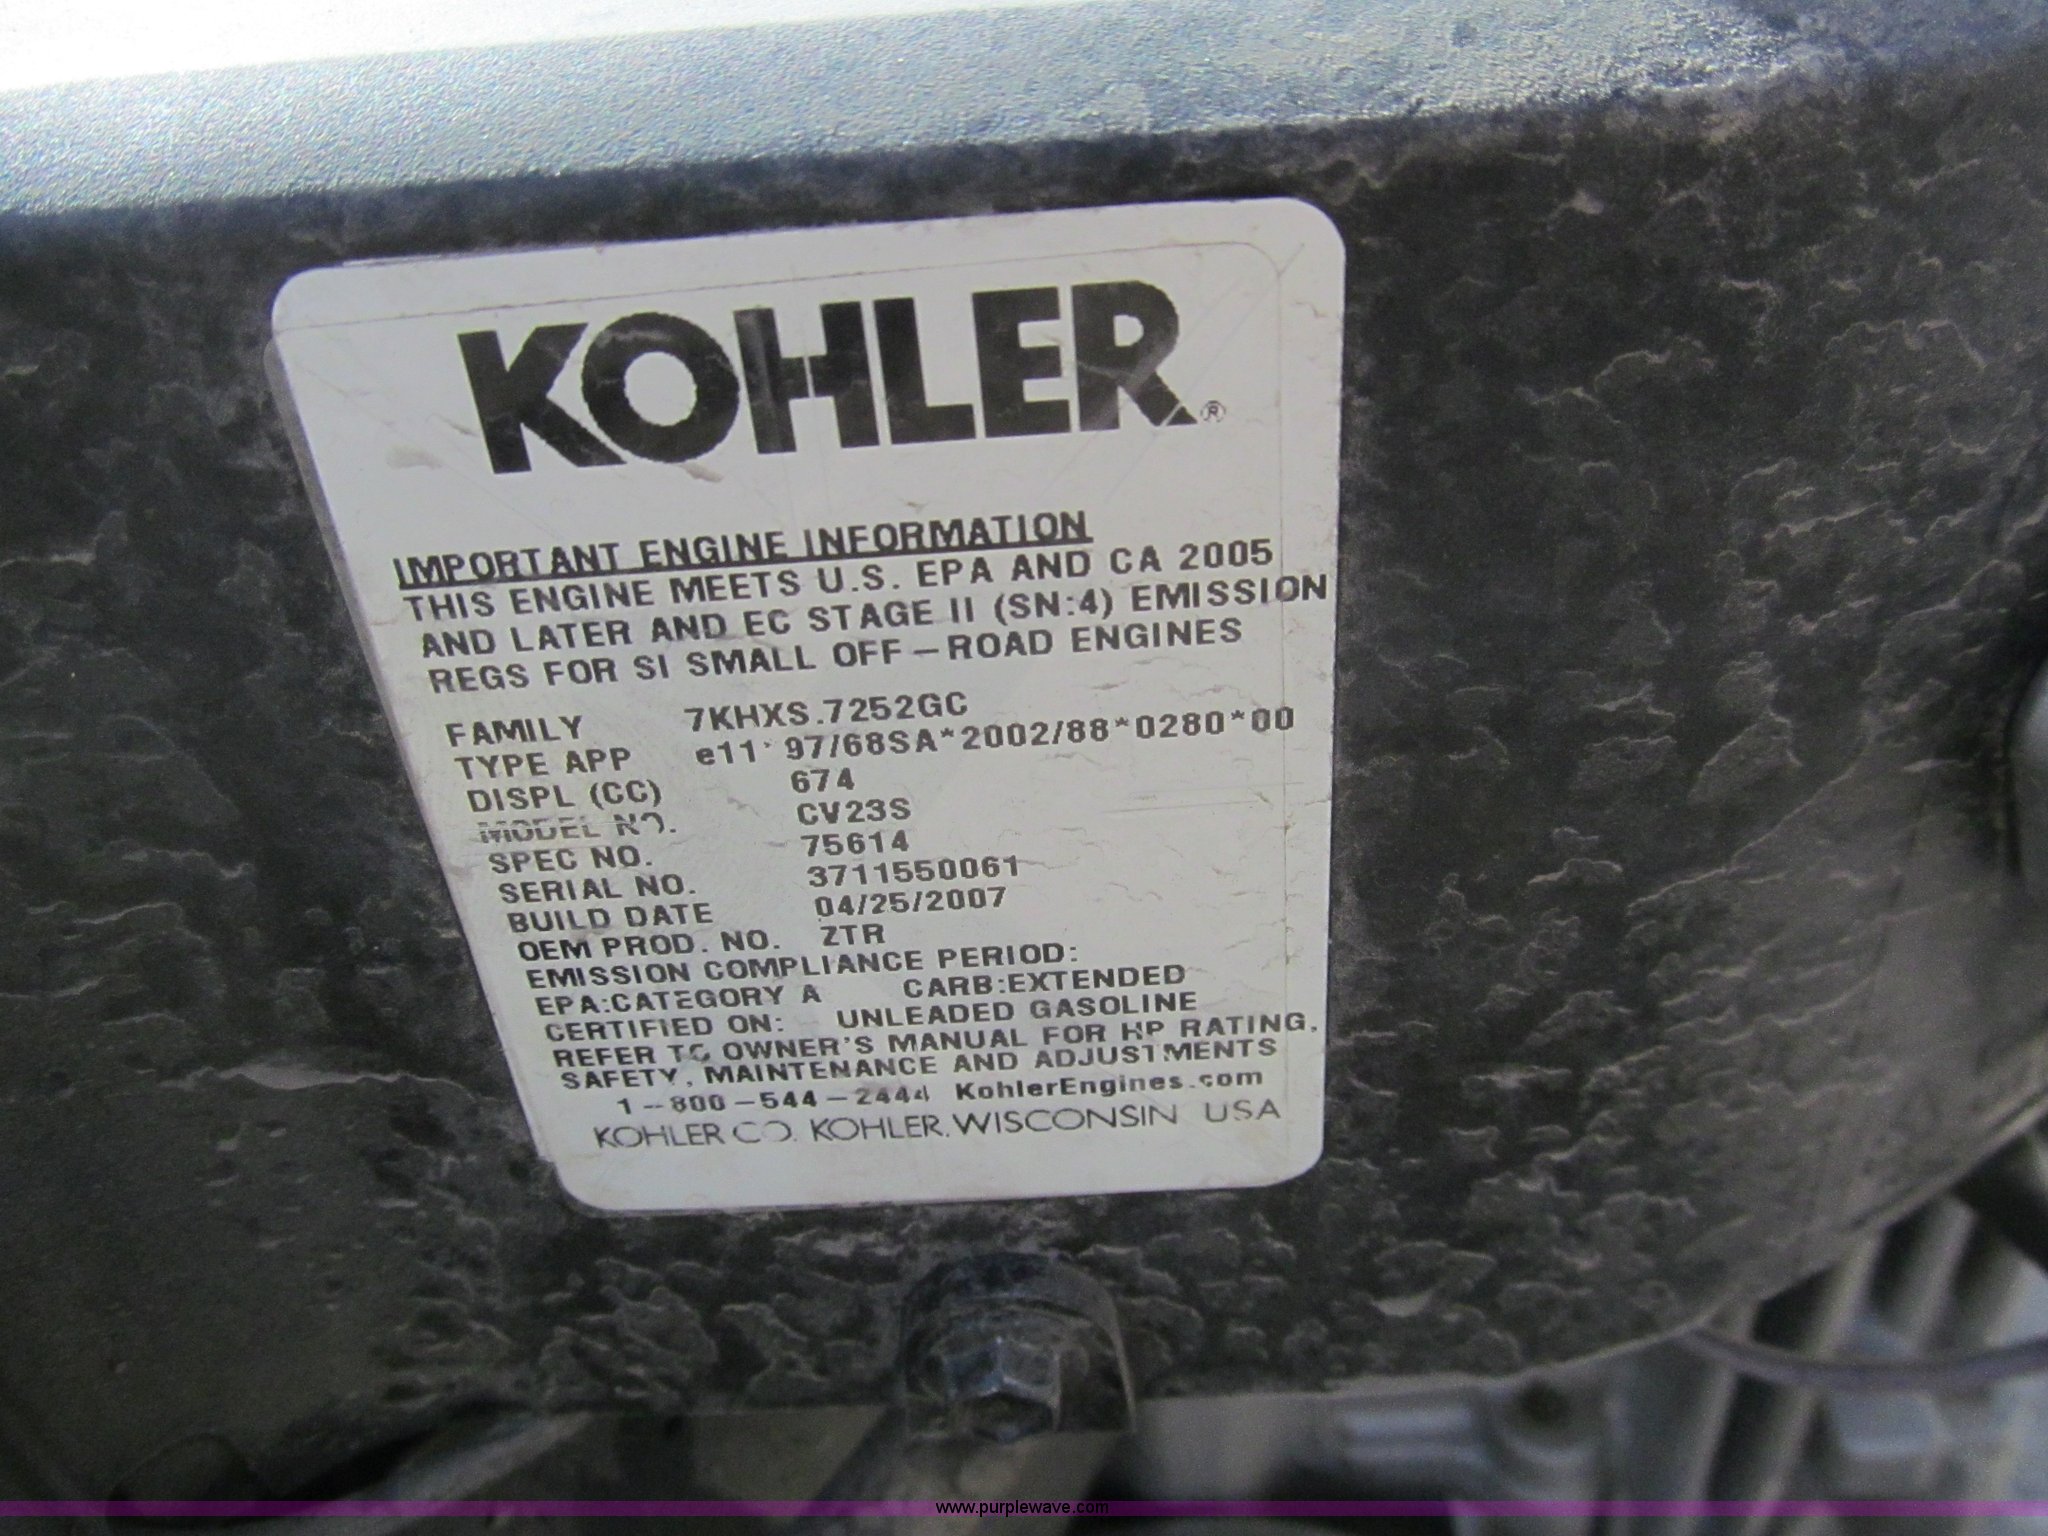 KOHLER®
IMPORTANT ENGINE INFORMATION
THIS ENGINE MEETS U.S. EPA AND CA 2005
AND LATER AND EC STAGE II (SN:4) EMISSION
REGS FOR SI SMALL OFF-ROAD ENGINES
FAMILY 7KHXS.7252GC
TYPE APP e11*97/68SA*2002/88*0280*00
DISPL (CC) 674
MODEL NO. CV23S
SPEC NO. 75614
SERIAL NO. 3711550061
BUILD DATE 04/25/2007
OEM PROD. NO. ZTR
EMISSION COMPLIANCE PERIOD:
EPA:CATEGORY A CARB:EXTENDED
CERTIFIED ON: UNLEADED GASOLINE
REFER TO OWNER'S MANUAL FOR HP RATING,
SAFETY, MAINTENANCE AND ADJUSTMENTS
1-800-544-2444 KohlerEngines.com
KOHLER CO. KOHLER, WISCONSIN USA
www.purplewave.com